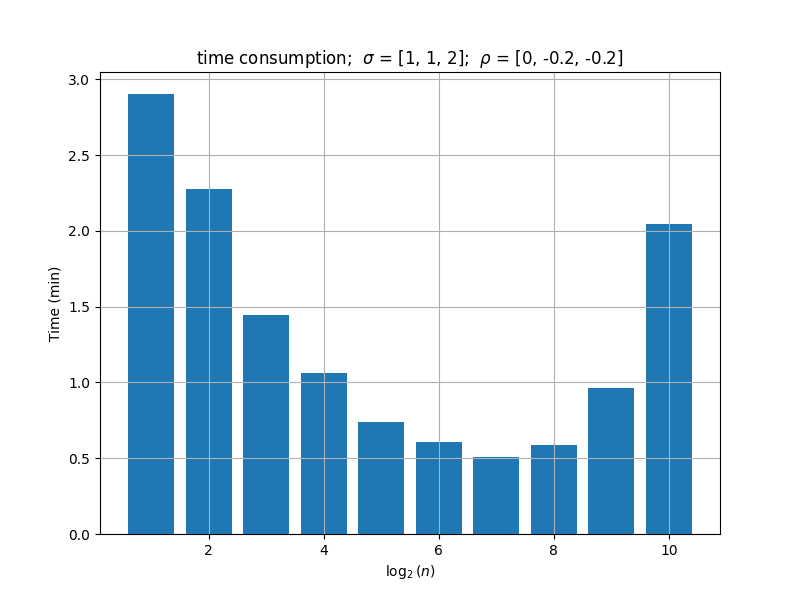 time consumption;  σ = [1, 1, 2];  ρ = [0, -0.2, -0.2]
3.0
2.5
2.0
1.5
1.0
0.5
0.0
Time (min)
2 4 6 8 10
log₂(n)